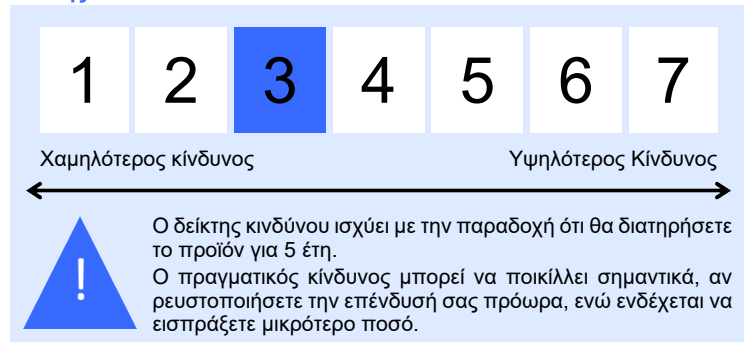 1 2 3 4 5 6 7
Χαμηλότερος κίνδυνος Υψηλότερος Κίνδυνος
! Ο δείκτης κινδύνου ισχύει με την παραδοχή ότι θα διατηρήσετε
το προϊόν για 5 έτη.
Ο πραγματικός κίνδυνος μπορεί να ποικίλλει σημαντικά, αν
ρευστοποιήσετε την επένδυσή σας πρόωρα, ενώ ενδέχεται να
εισπράξετε μικρότερο ποσό.